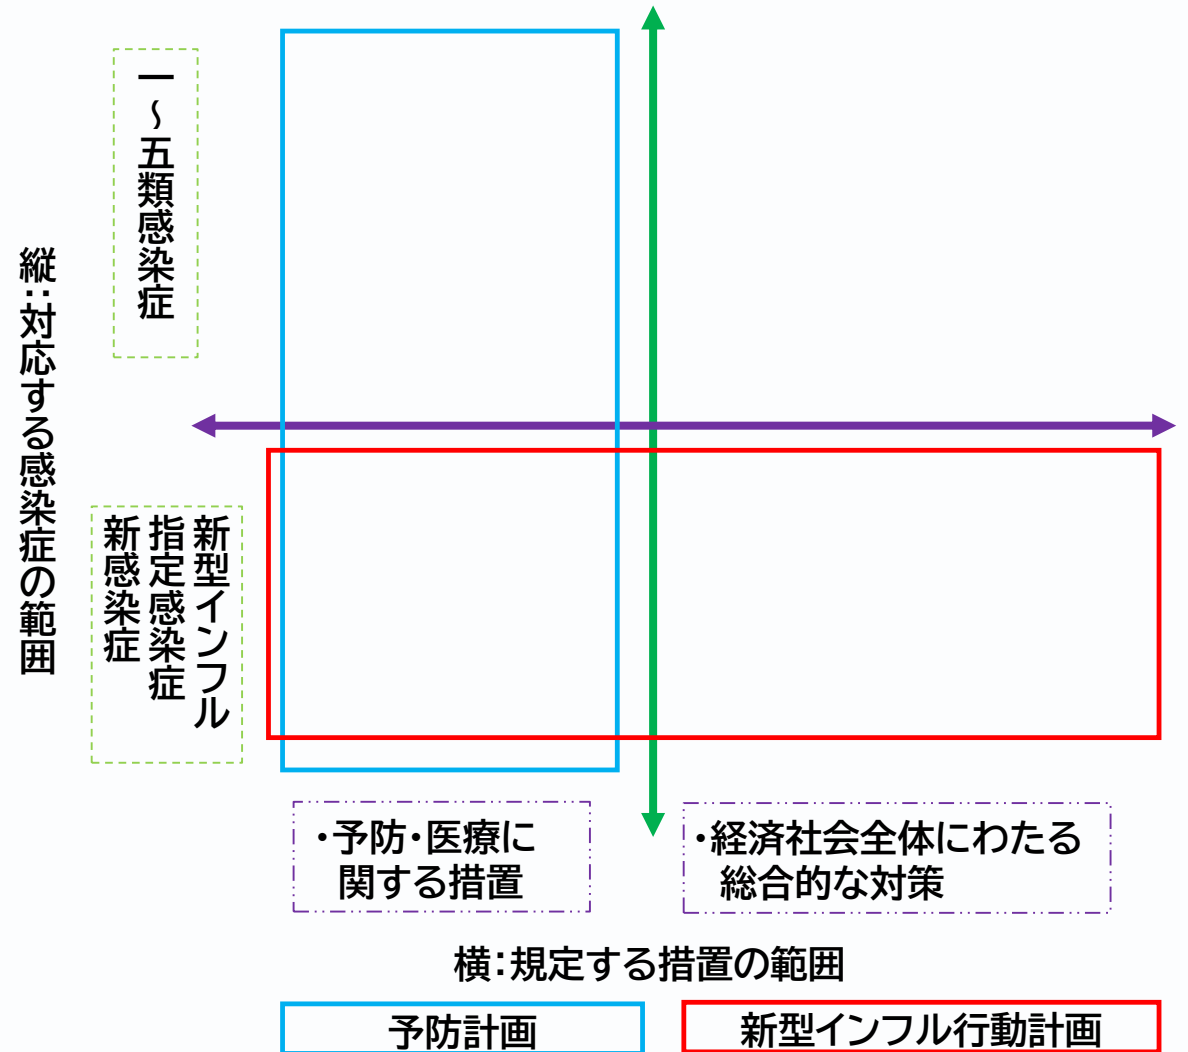 縦：対応する感染症の範囲
一～五類感染症
新型インフル
指定感染症
新感染症
・予防・医療に
関する措置
・経済社会全体にわたる
総合的な対策
横：規定する措置の範囲
予防計画
新型インフル行動計画